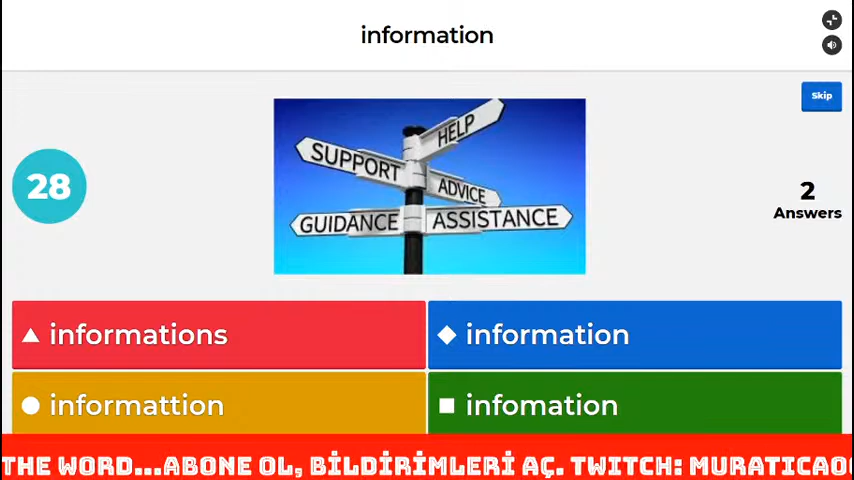 information
Skip
HELP
SUPPORT
ADVICE
GUIDANCE
ASSISTANCE
28
2
Answers
informations
information
informattion
infomation
THE WORD...ABONE OL, BİLDİRİMLERİ AÇ. TWITCH: MURATICAO